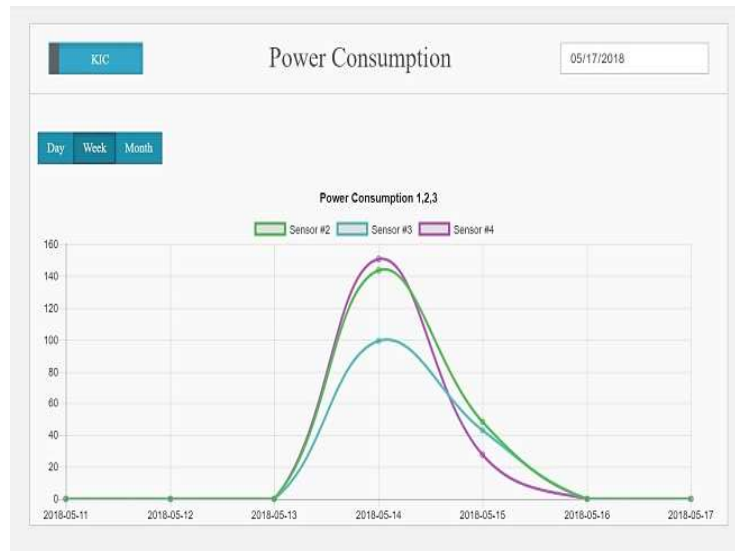 KIC
Power Consumption
05/17/2018
Day Week Month
Power Consumption 1,2,3
Sensor #2 Sensor #3 Sensor #4
160
140
120
100
80
60
40
20
0
2018-05-11 2018-05-12 2018-05-13 2018-05-14 2018-05-15 2018-05-16 2018-05-17